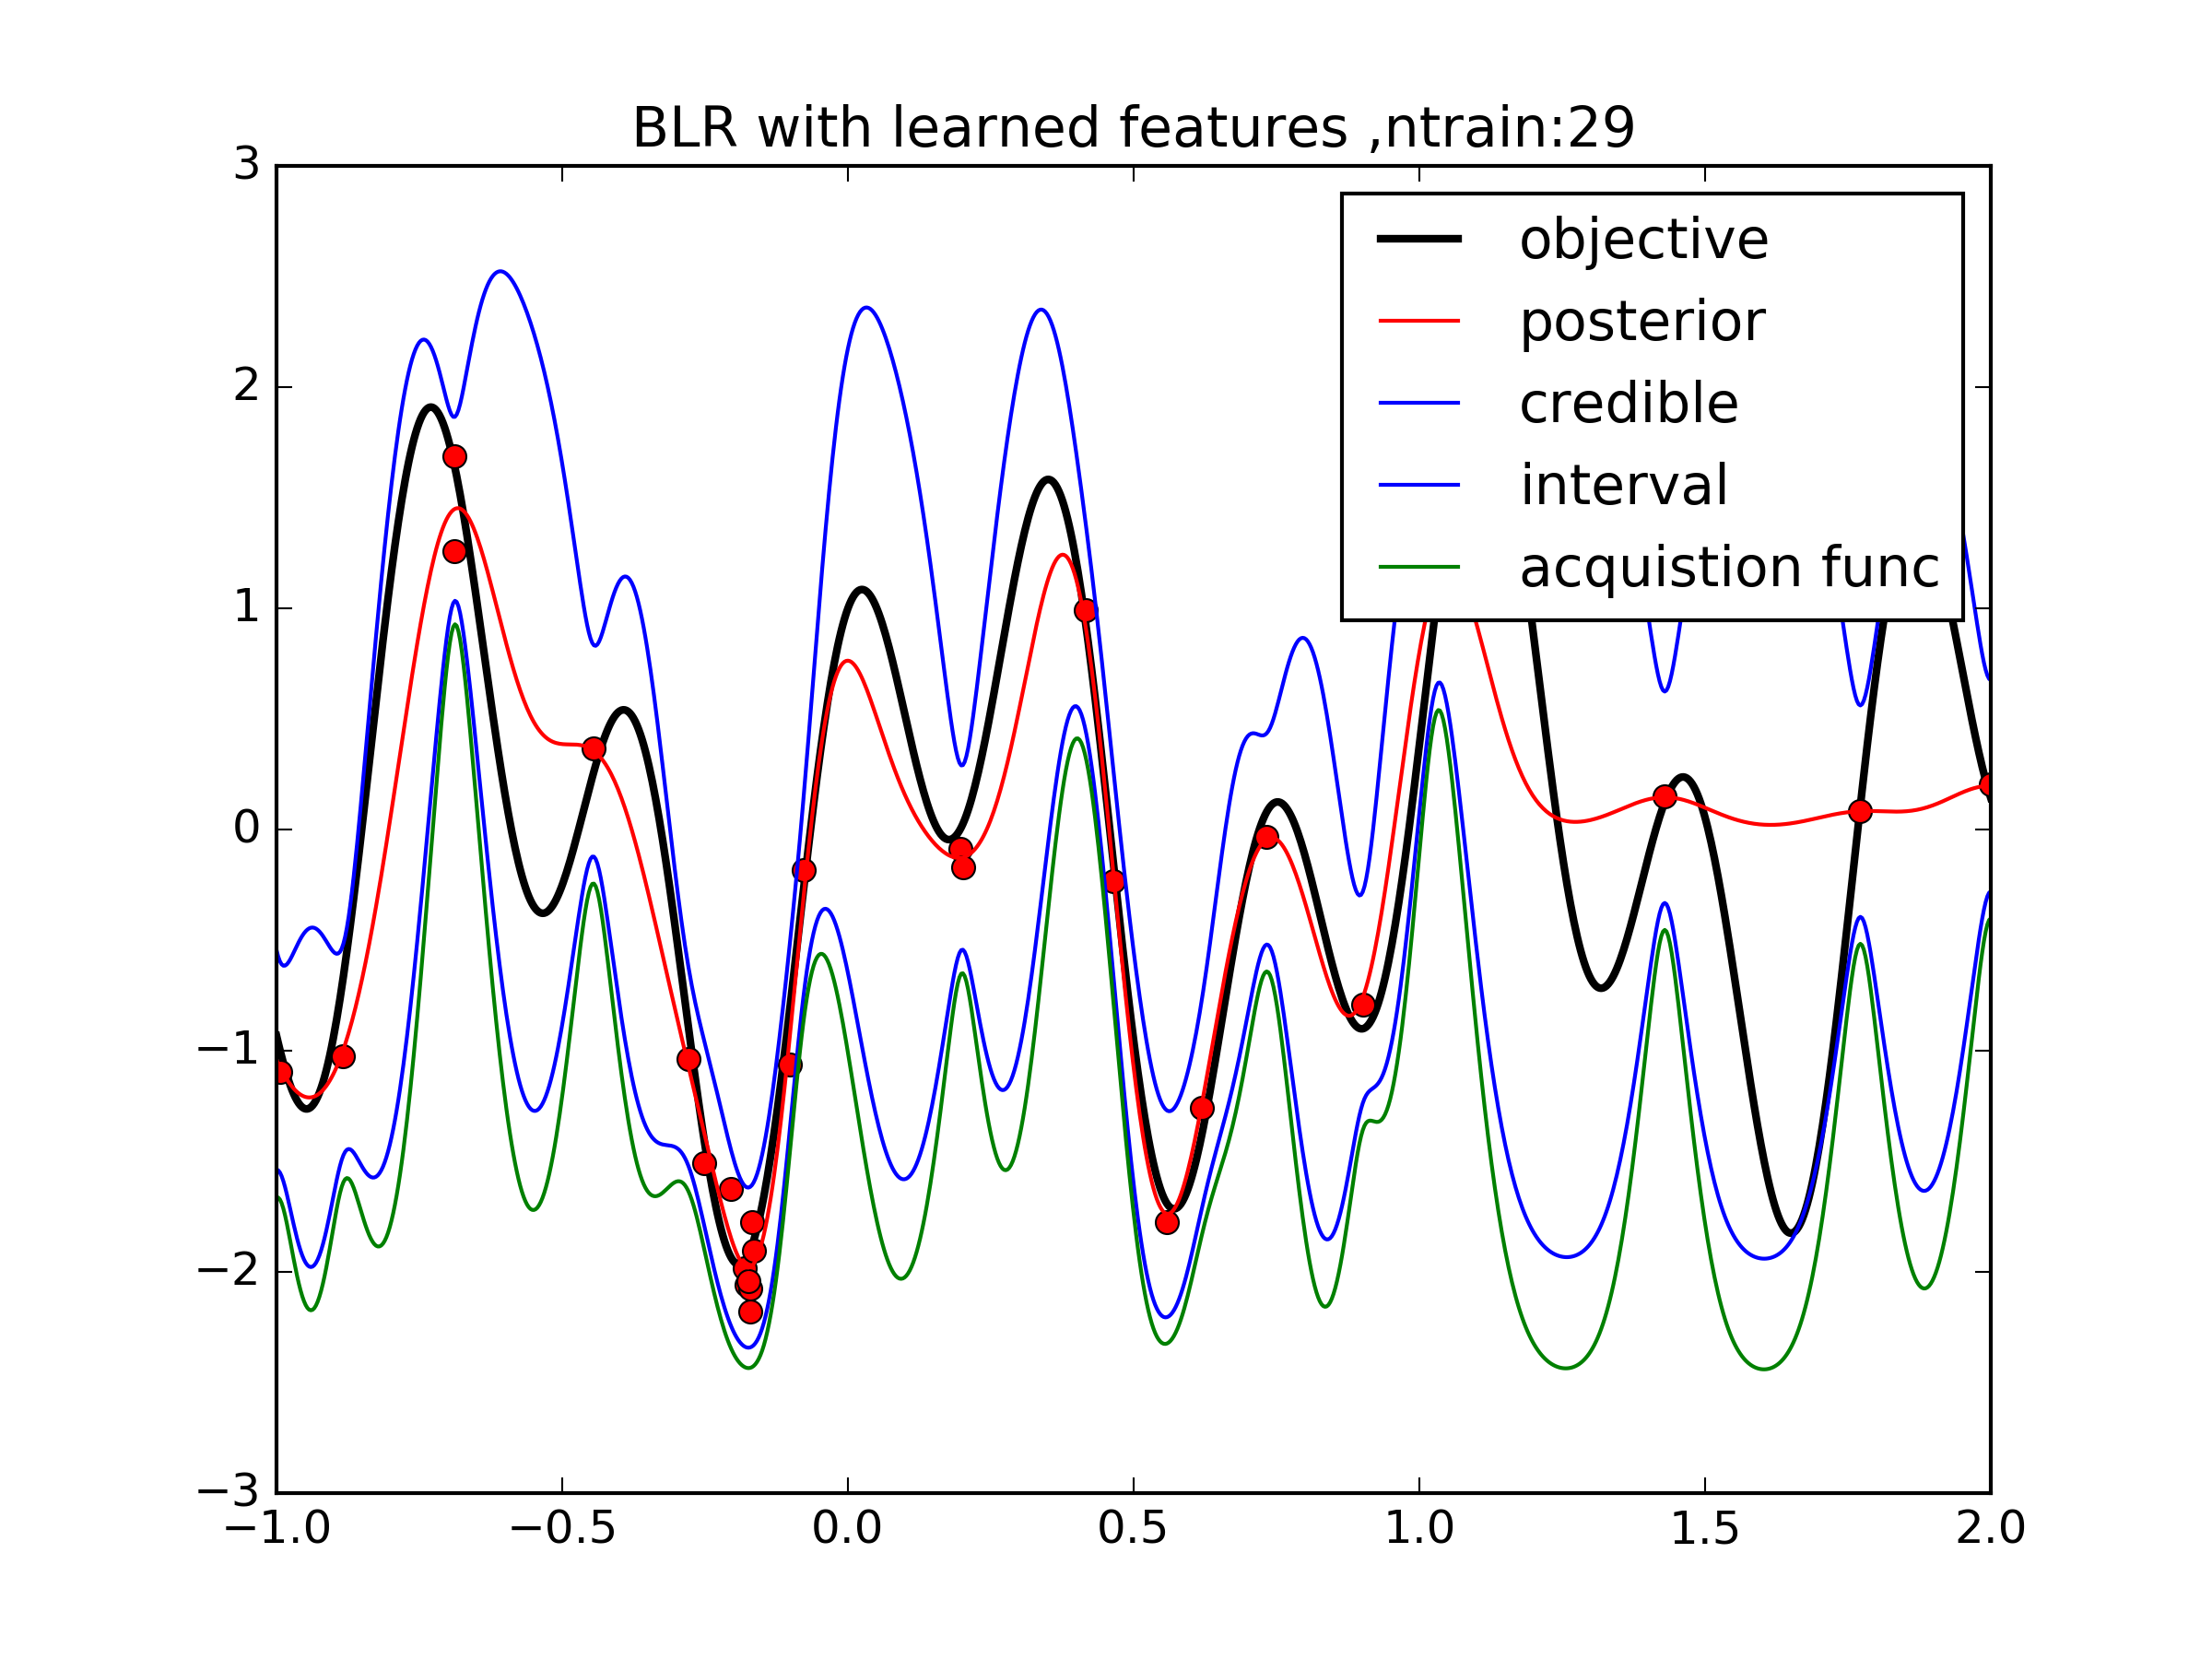 BLR with learned features ,ntrain:29
3
2
1
0
−1
−2
−3
objective
posterior
credible
interval
acquistion func
−1.0 −0.5 0.0 0.5 1.0 1.5 2.0